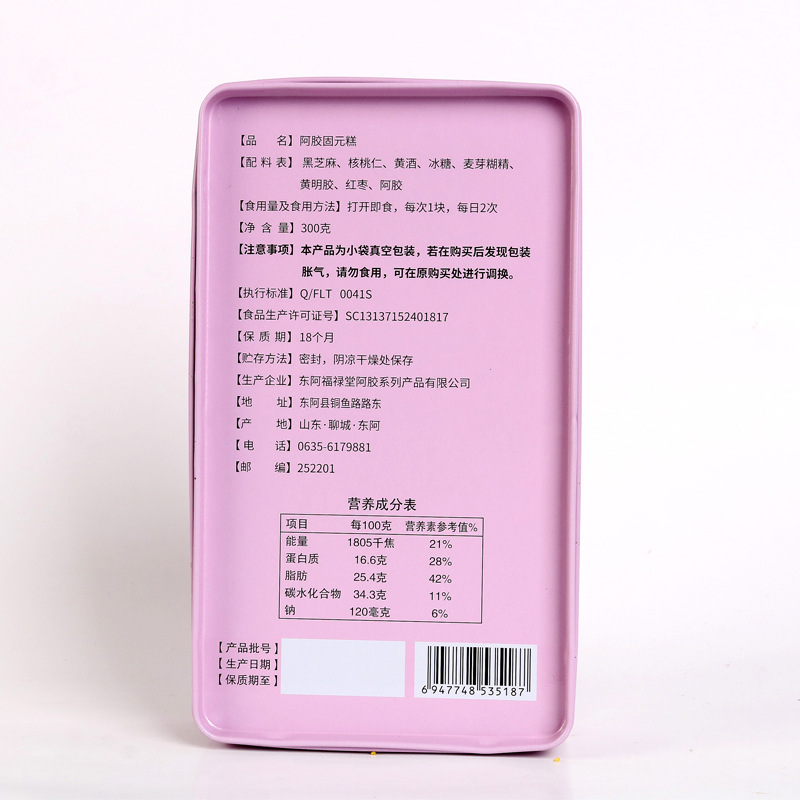 【品　名】阿胶固元糕
【配料表】黑芝麻、核桃仁、黄酒、冰糖、麦芽糊精、
黄明胶、红枣、阿胶
【食用量及食用方法】打开即食，每次1块，每日2次
【净含量】300克
【注意事项】本产品为小袋真空包装，若在购买后发现包装
胀气，请勿食用，可在原购买处进行调换。
【执行标准】Q/FLT 0041S
【食品生产许可证号】SC13137152401817
【保质期】18个月
【贮存方法】密封，阴凉干燥处保存
【生产企业】东阿福禄堂阿胶系列产品有限公司
【地　址】东阿县铜鱼路路东
【产　地】山东·聊城·东阿
【电　话】0635-6179881
【邮　编】252201
营养成分表
项目 每100克 营养素参考值%
能量 1805千焦 21%
蛋白质 16.6克 28%
脂肪 25.4克 42%
碳水化合物 34.3克 11%
钠 120毫克 6%
【产品批号】
【生产日期】
【保质期至】
6 947748 535187